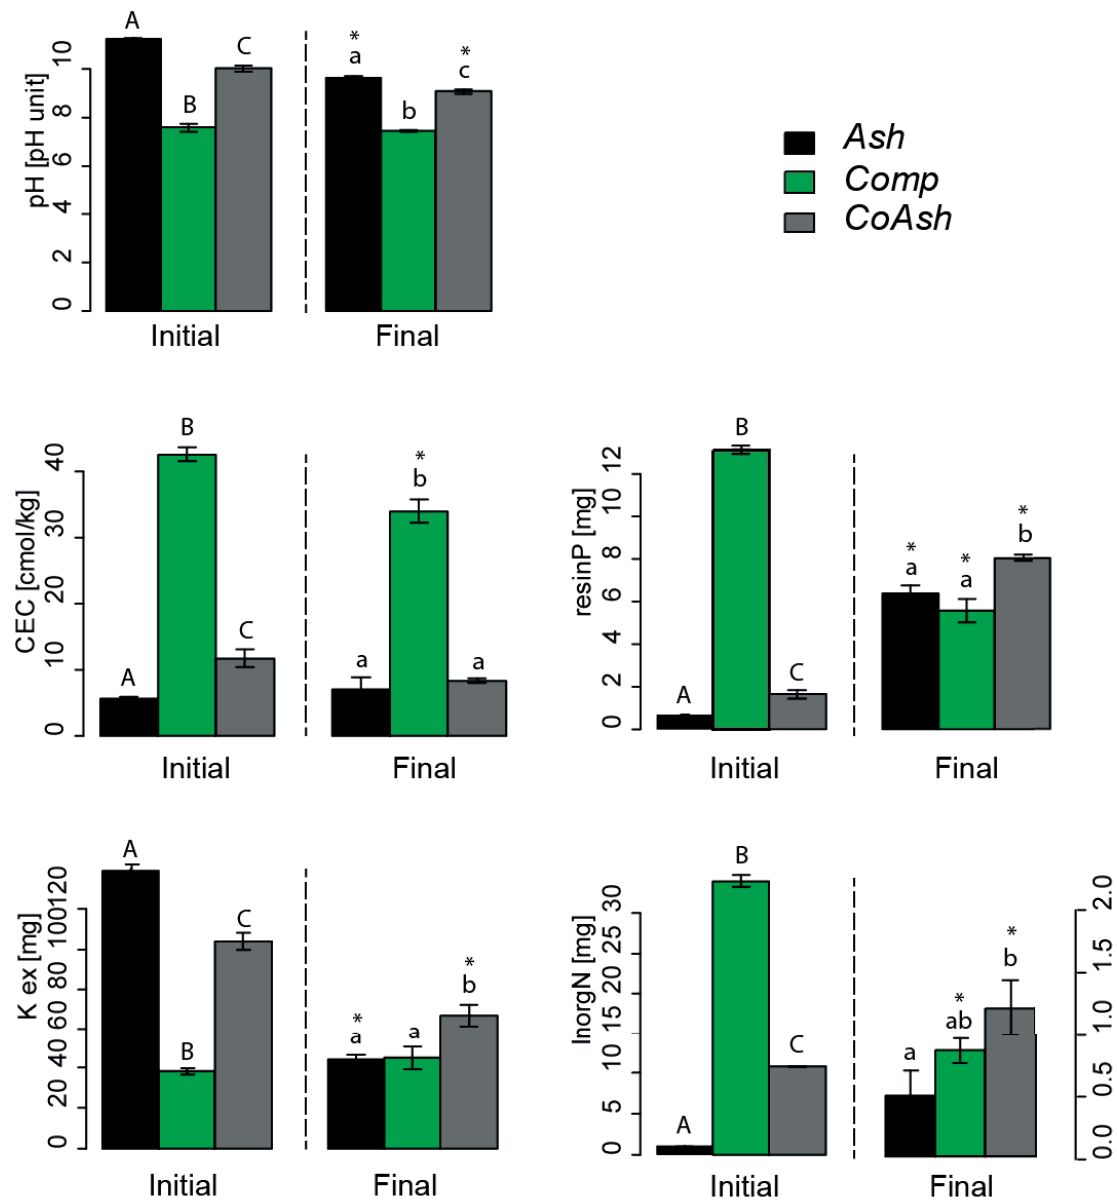 pH [pH unit]
10
8
6
4
2
0
A
B
C
*
a
b
*
c
Initial
Final
Ash
Comp
CoAsh
CEC [cmol/kg]
40
30
20
10
0
A
B
C
a
*
b
a
Initial
Final
resinP [mg]
12
10
8
6
4
2
0
A
B
C
*
a
*
a
*
b
Initial
Final
K ex [mg]
120
100
80
60
40
20
0
A
B
C
*
a
a
*
b
Initial
Final
InorgN [mg]
30
25
20
15
10
5
0
A
B
C
a
*
ab
*
b
2.0
1.5
1.0
0.5
0.0
Initial
Final